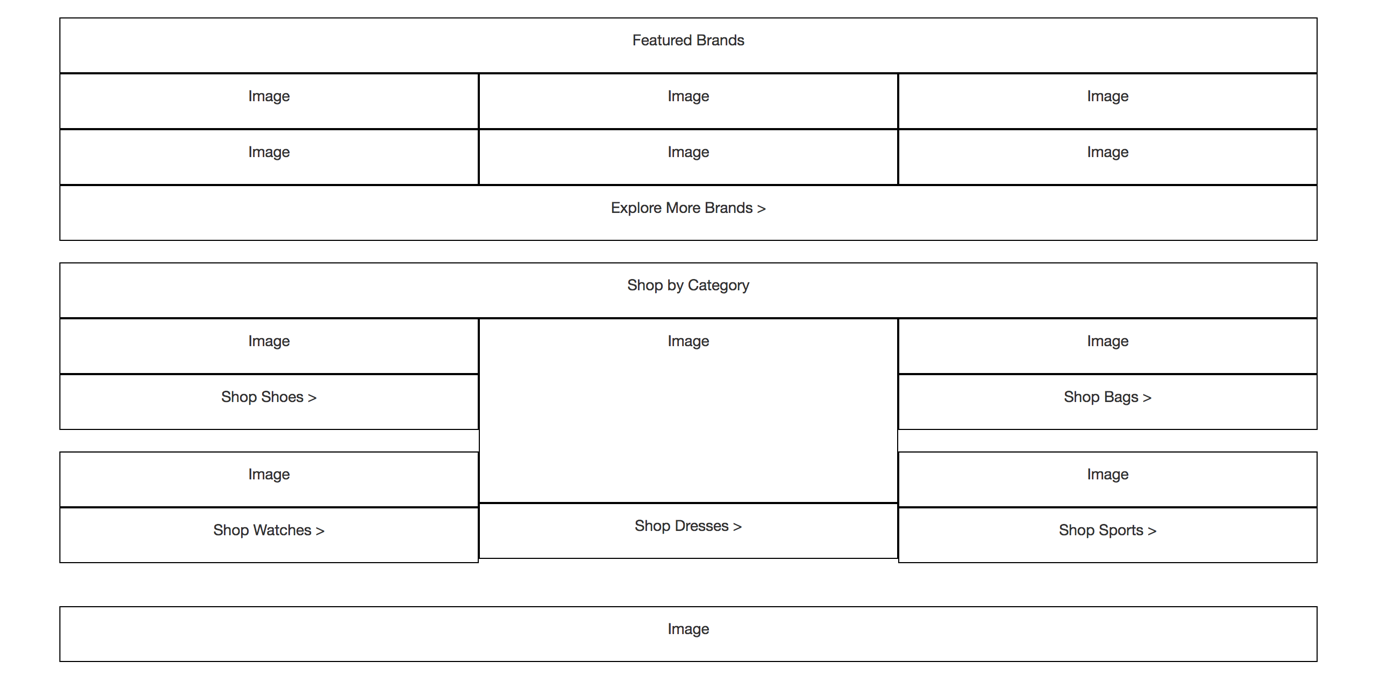 Featured Brands
Image Image Image
Image Image Image
Explore More Brands >
Shop by Category
Image Image Image
Shop Shoes > Shop Bags >
Image Image
Shop Watches > Shop Dresses > Shop Sports >
Image